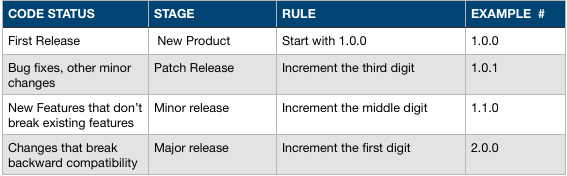 CODE STATUS STAGE RULE EXAMPLE #
First Release New Product Start with 1.0.0 1.0.0
Bug fixes, other minor Patch Release Increment the third digit 1.0.1
changes
New Features that don't Minor release Increment the middle digit 1.1.0
break existing features
Changes that break Major release Increment the first digit 2.0.0
backward compatibility